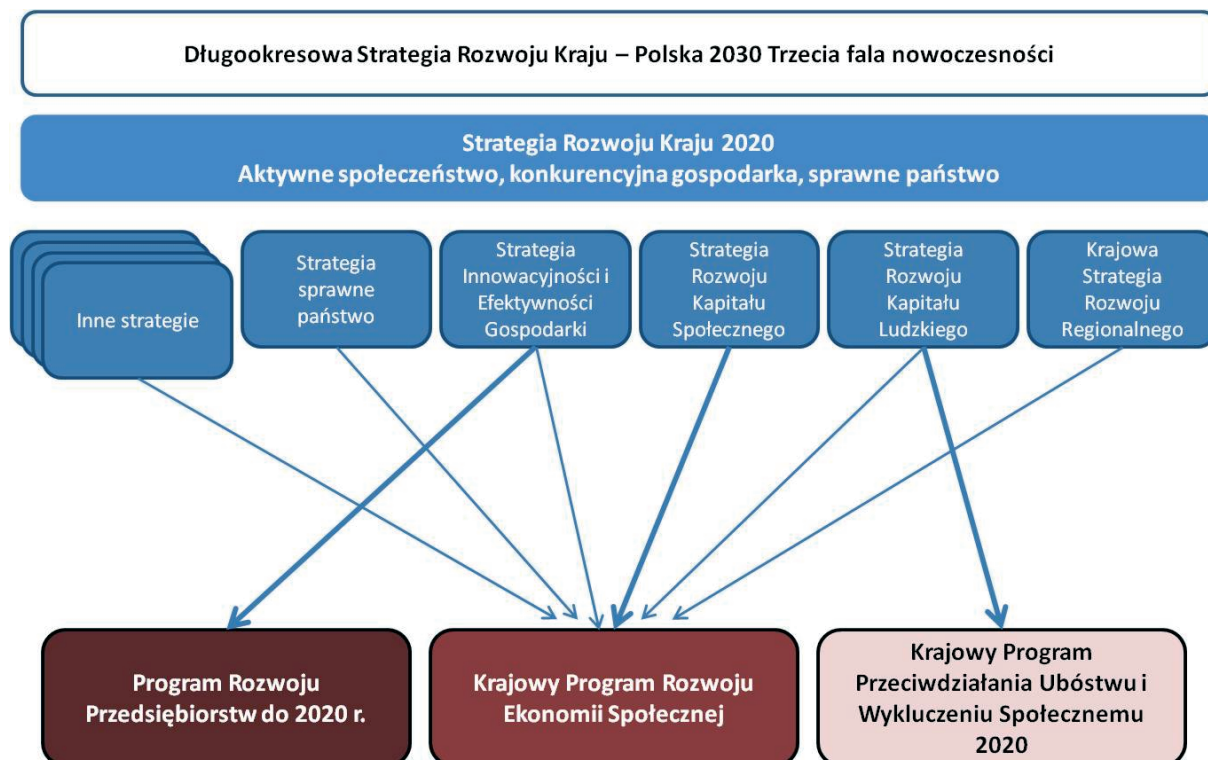 Długookresowa Strategia Rozwoju Kraju – Polska 2030 Trzecia fala nowoczesności
Strategia Rozwoju Kraju 2020
Aktywne społeczeństwo, konkurencyjna gospodarka, sprawne państwo
Inne strategie
Strategia
sprawne
państwo
Strategia
Innowacyjności i
Efektywności
Gospodarki
Strategia
Rozwoju
Kapitału
Społecznego
Strategia
Rozwoju
Kapitału
Ludzkiego
Krajowa
Strategia
Rozwoju
Regionalnego
Program Rozwoju
Przedsiębiorstw do 2020 r.
Krajowy Program Rozwoju
Ekonomii Społecznej
Krajowy Program
Przeciwdziałania Ubóstwu i
Wykluczeniu Społecznemu
2020